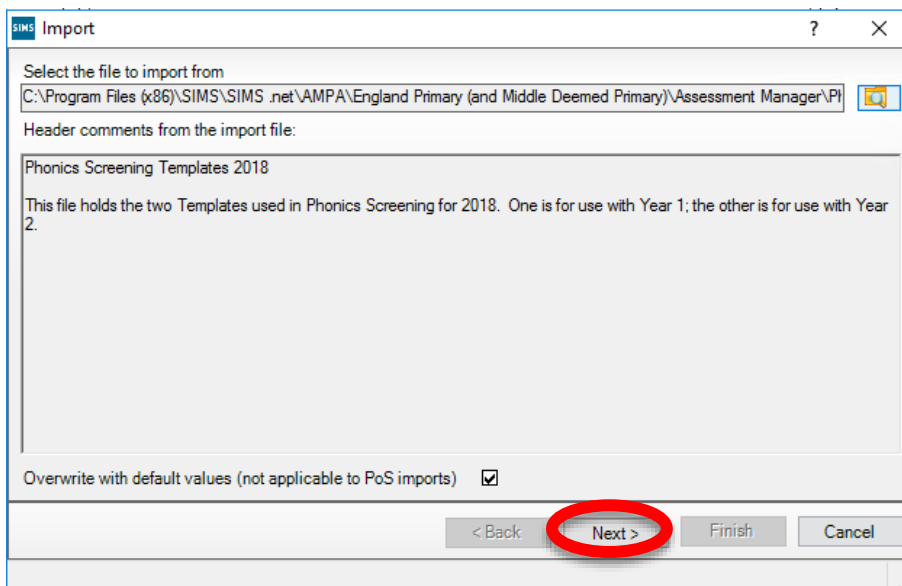 SIMS Import ?
Select the file to import from
C:\Program Files (x86)\SIMS\SIMS .net\AMPA\England Primary (and Middle Deemed Primary)\Assessment Manager\
Header comments from the import file:
Phonics Screening Templates 2018
This file holds the two Templates used in Phonics Screening for 2018. One is for use with Year 1; the other is for use with Year
2.
Overwrite with default values (not applicable to PoS imports)
< Back Next > Finish Cancel